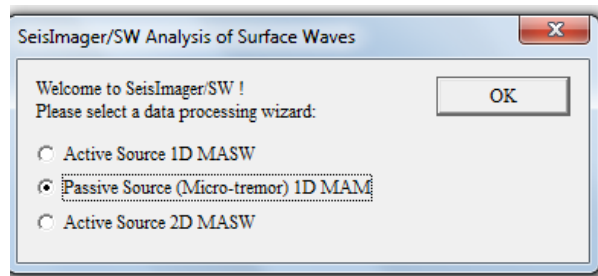 SeisImager/SW Analysis of Surface Waves
x
Welcome to SeisImager/SW !
OK
Please select a data processing wizard:
Active Source 1D MASW
Passive Source (Micro-tremor) 1D MAM
Active Source 2D MASW